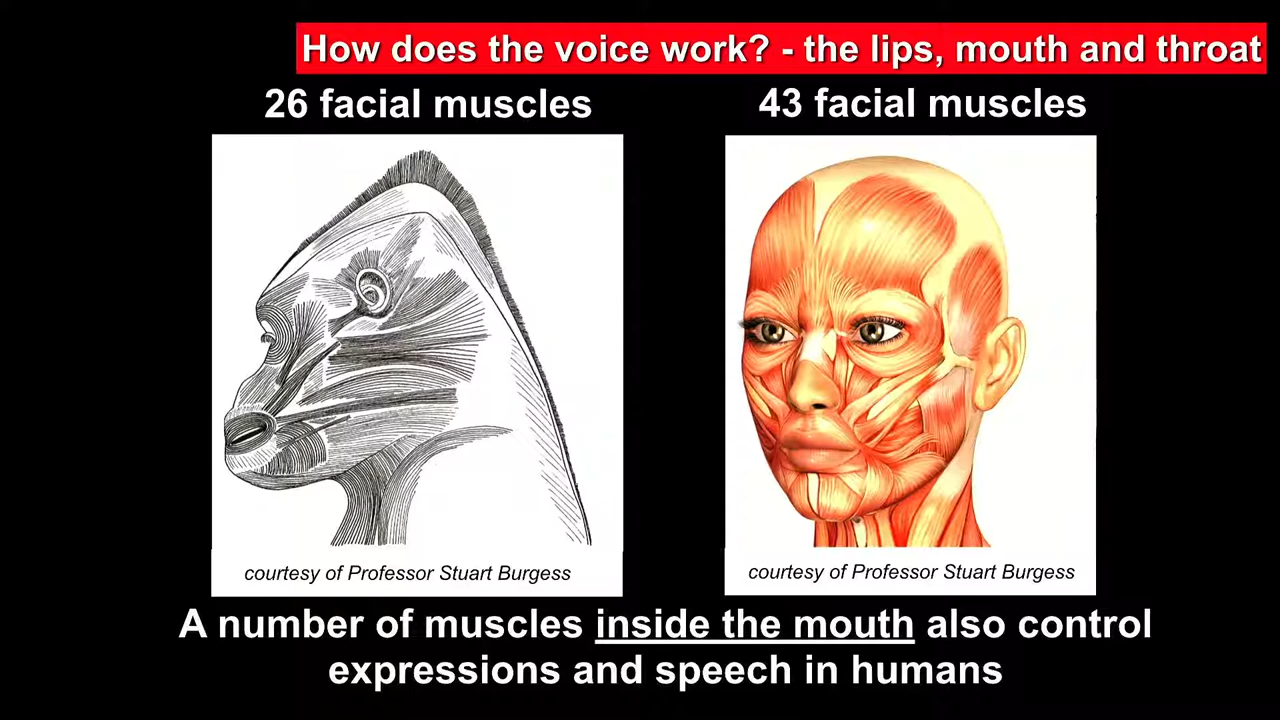 How does the voice work? - the lips, mouth and throat
26 facial muscles
43 facial muscles
courtesy of Professor Stuart Burgess
courtesy of Professor Stuart Burgess
A number of muscles inside the mouth also control
expressions and speech in humans